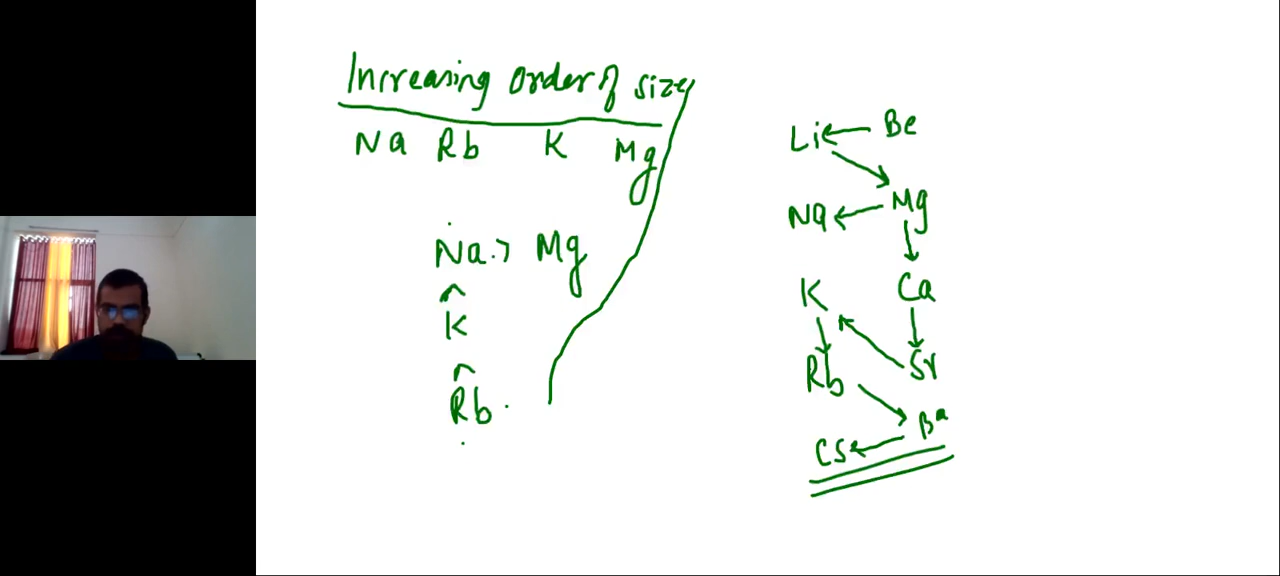 Increasing order of size
Na Rb K Mg
Na > Mg
^
K
^
Rb
Li ← Be
Na ← Mg
K Ca
Rb Sr
Cs ← Ba